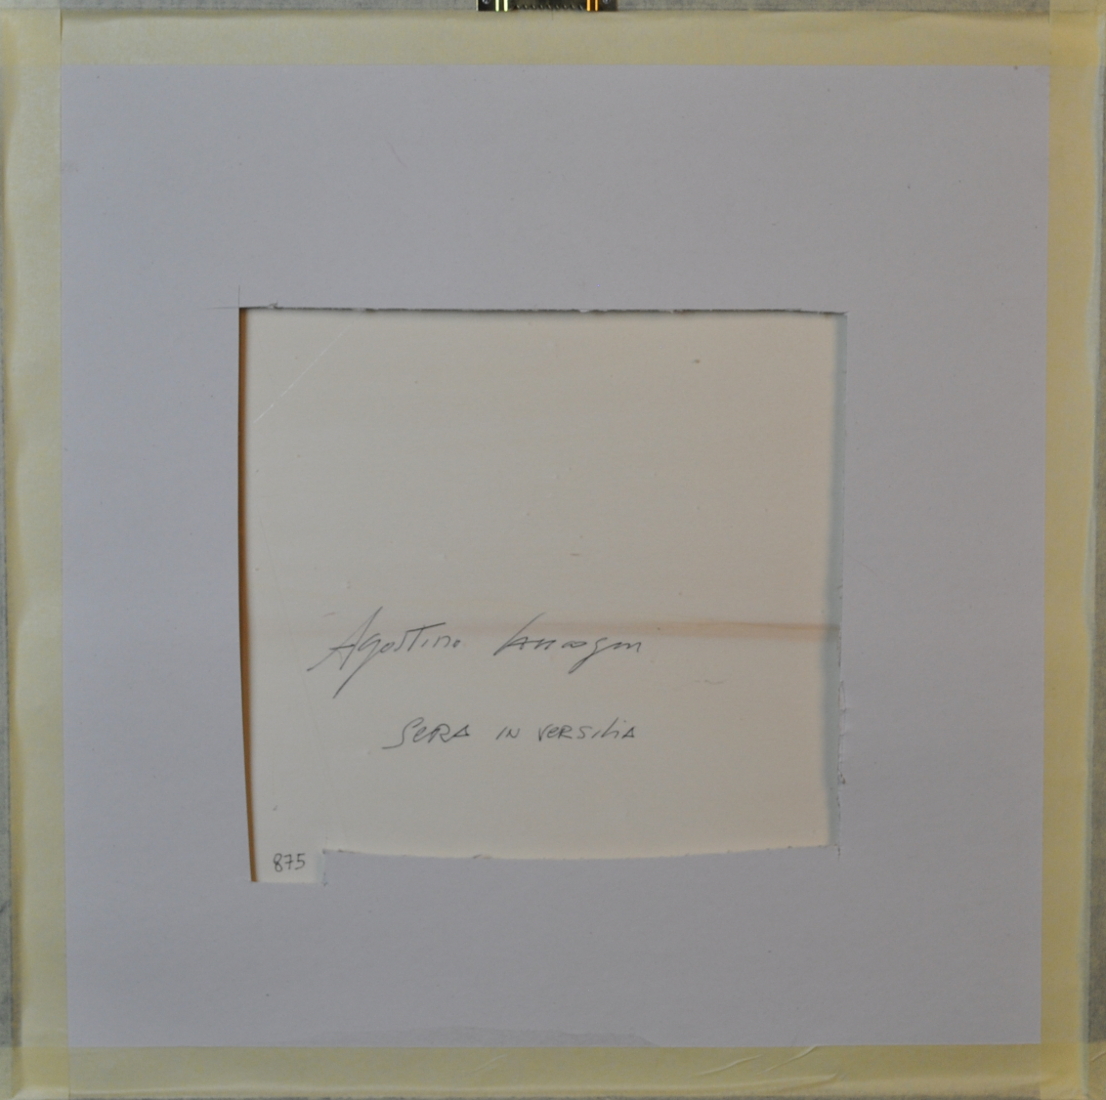 Agostino
SERA IN VERSILIA
875